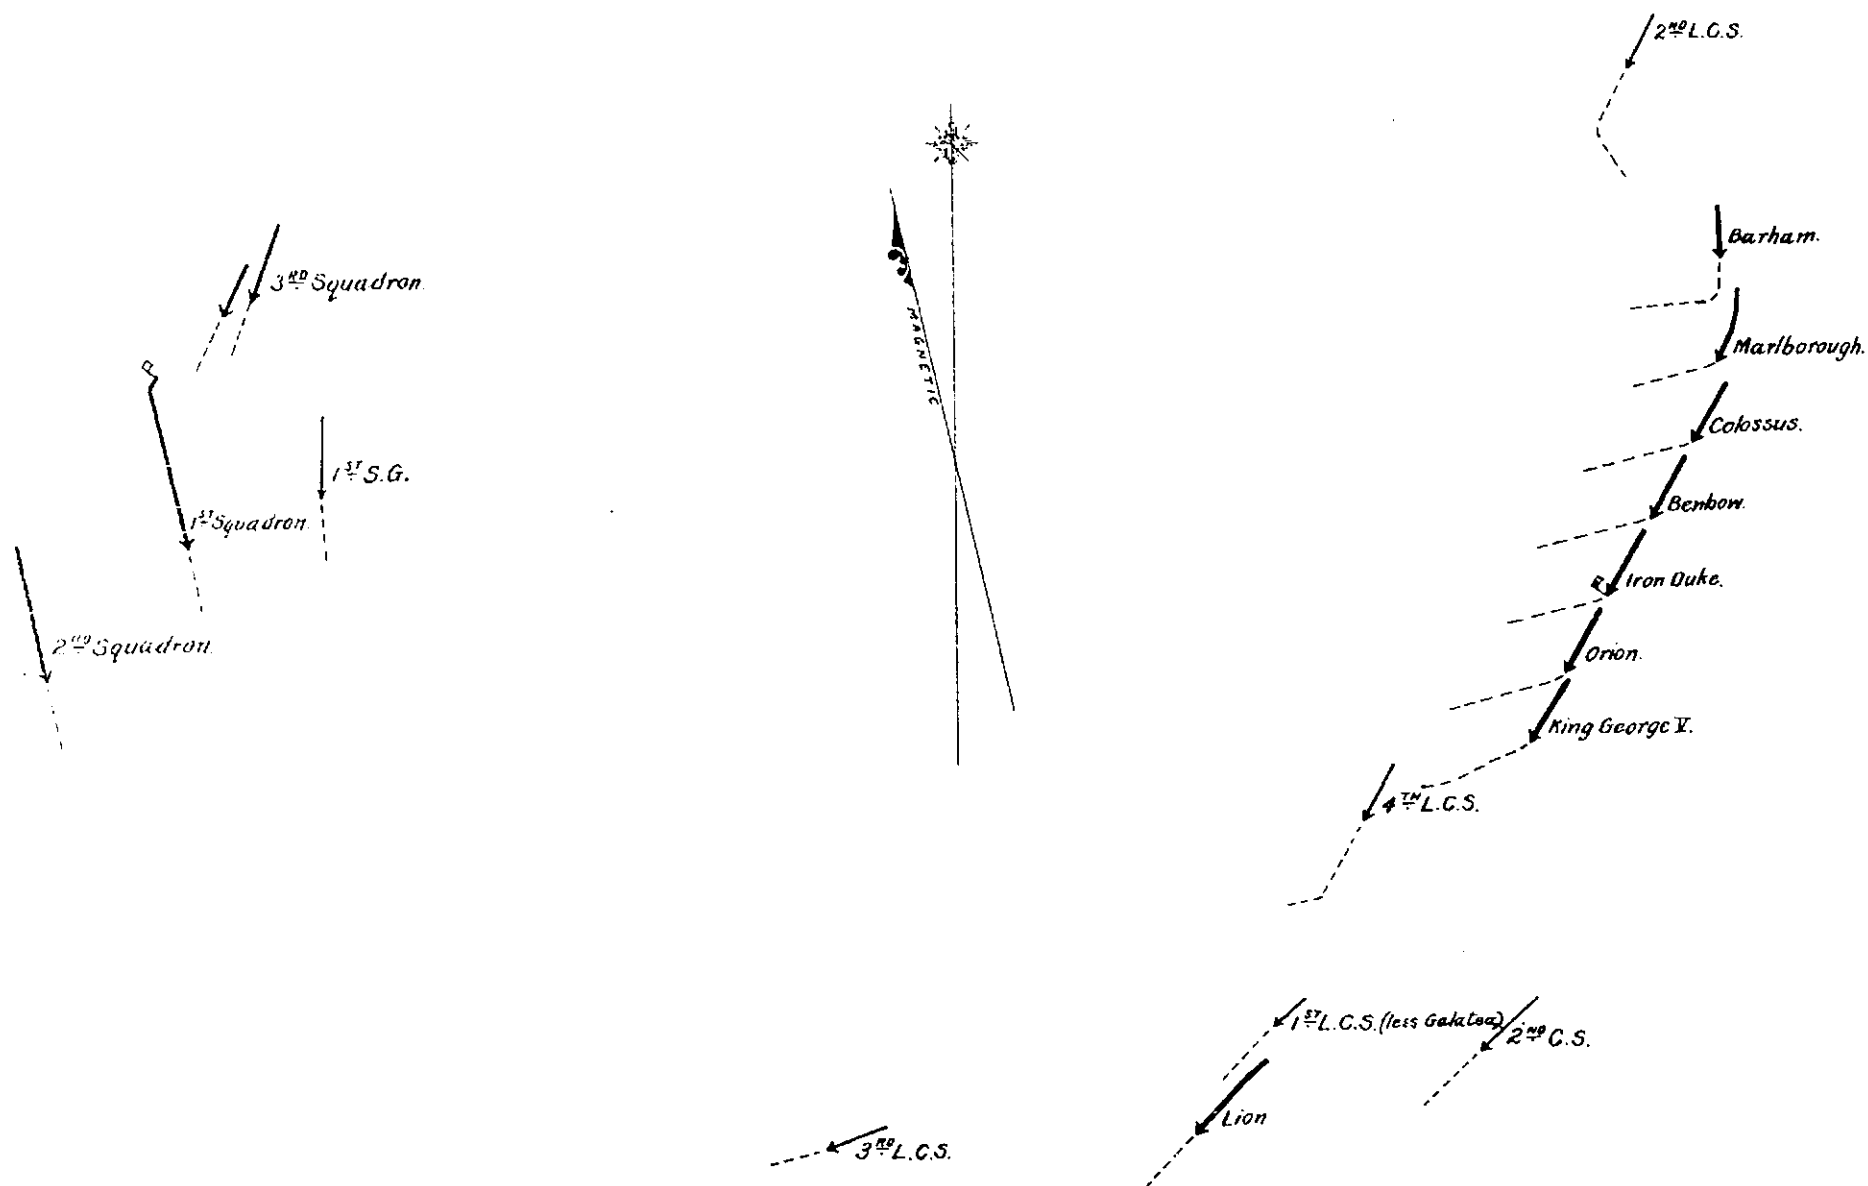 2ND L.C.S.
Barham.
3RD Squadron.
MAGNETIC
Marlborough.
Colossus.
1ST S.G.
Benbow.
1ST Squadron.
Iron Duke.
2ND Squadron.
Orion.
King George V.
4TH L.C.S.
1ST L.C.S. (less Galatea)
2ND C.S.
Lion
3RD L.C.S.